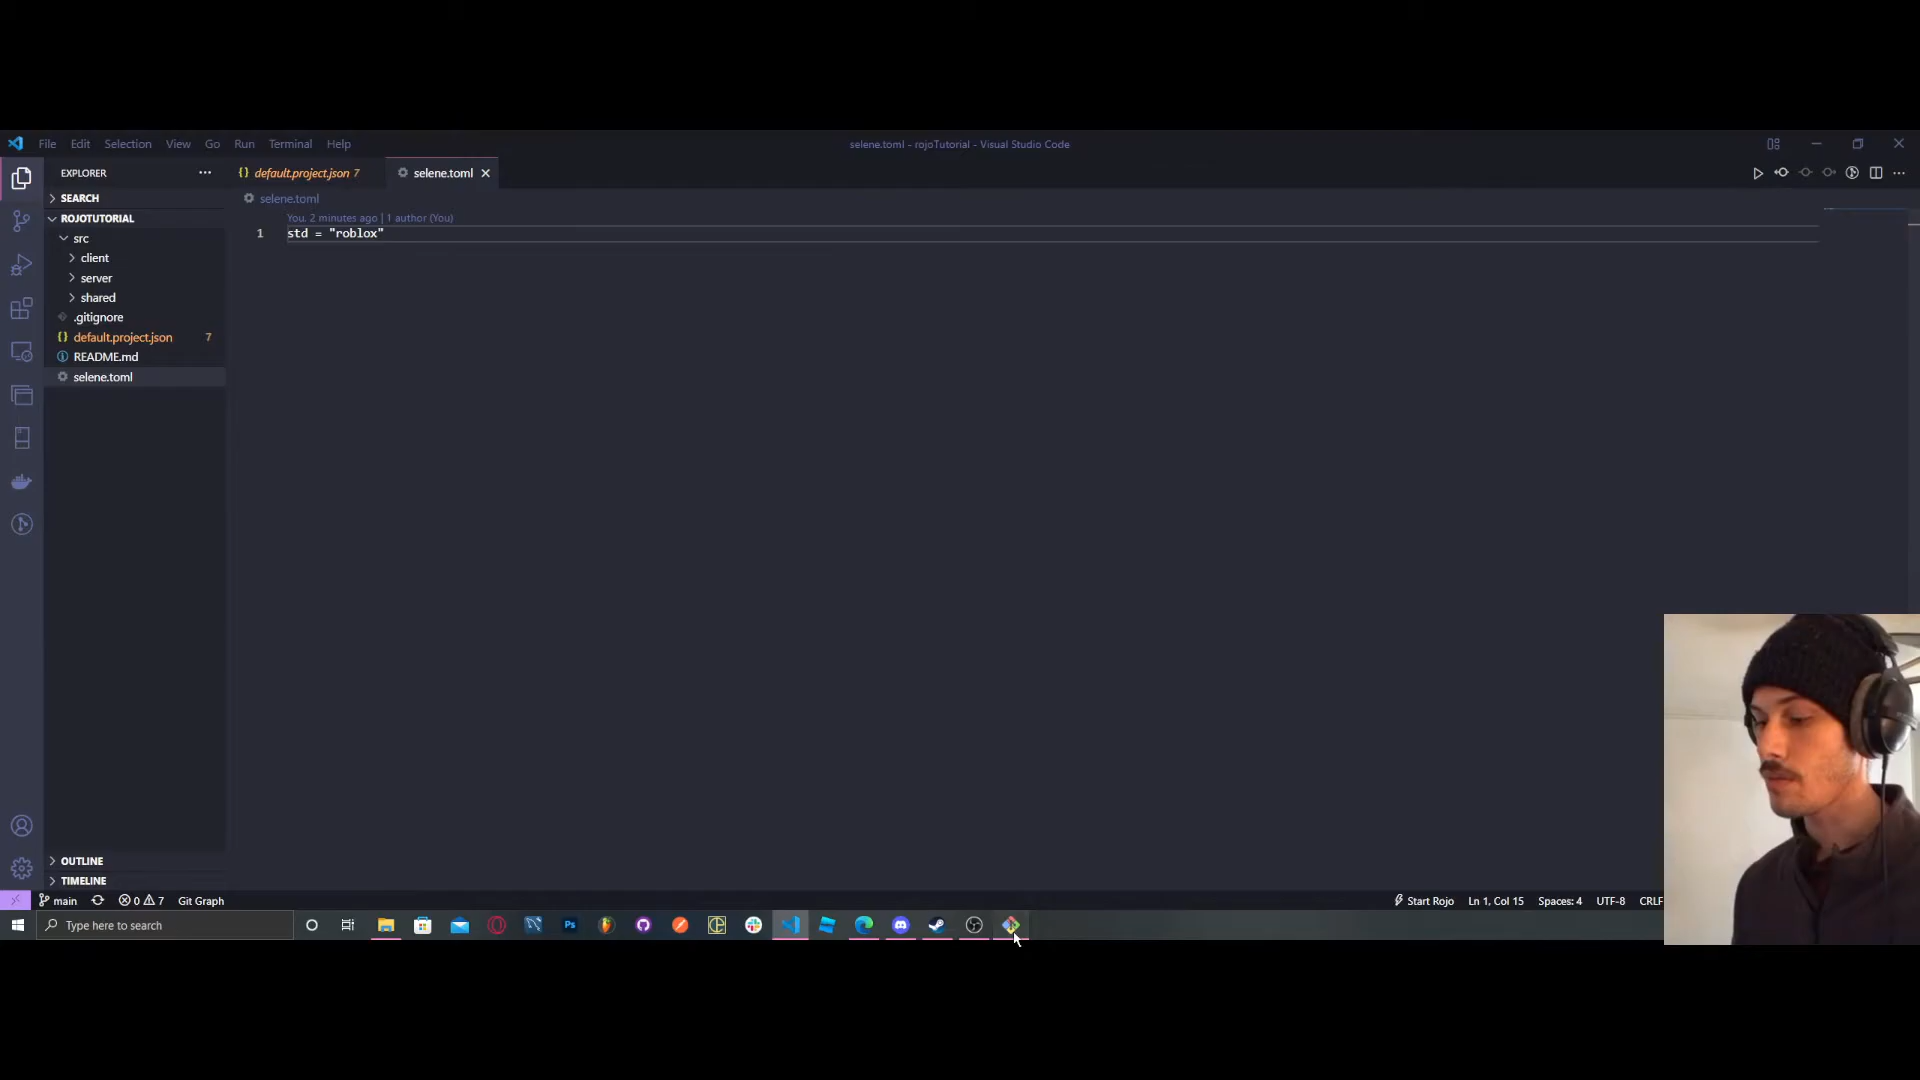 File Edit Selection View Go Run Terminal Help
selene.toml - rojoTutorial - Visual Studio Code
EXPLORER
SEARCH
ROJOTUTORIAL
src
client
server
shared
.gitignore
default.project.json 7
README.md
selene.toml
OUTLINE
TIMELINE
{} default.project.json 7
selene.toml
selene.toml
You, 2 minutes ago | 1 author (You)
1 std = "roblox"
main 0 7 Git Graph
Start Rojo Ln 1, Col 15 Spaces: 4 UTF-8 CRLF
Type here to search
Ps